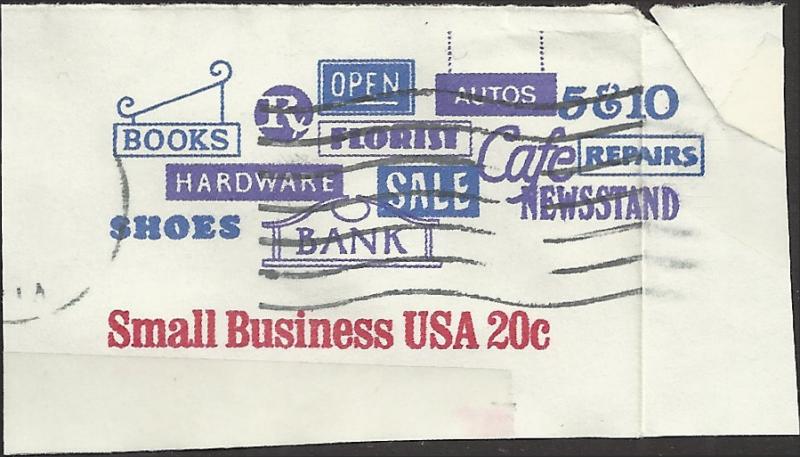 OPEN
AUTOS
5&10
R
BOOKS
FLORIST
Cafe
REPAIRS
HARDWARE
SALE
NEWSSTAND
SHOES
BANK
Small Business USA 20c